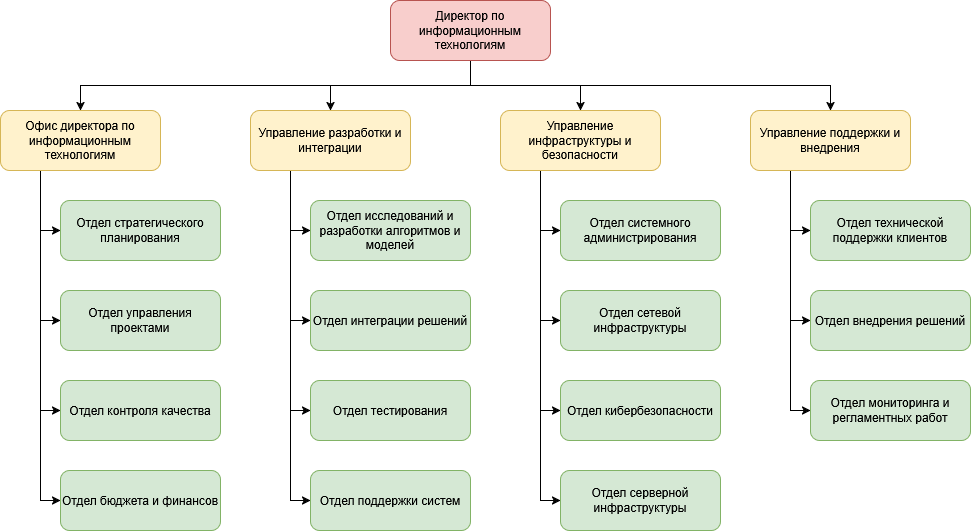 Директор по
информационным
технологиям
Офис директора по
информационным
технологиям
Управление разработки и
интеграции
Управление
инфраструктуры и
безопасности
Управление поддержки и
внедрения
Отдел стратегического
планирования
Отдел управления
проектами
Отдел контроля качества
Отдел бюджета и финансов
Отдел исследований и
разработки алгоритмов и
моделей
Отдел интеграции решений
Отдел тестирования
Отдел поддержки систем
Отдел системного
администрирования
Отдел сетевой
инфраструктуры
Отдел кибербезопасности
Отдел серверной
инфраструктуры
Отдел технической
поддержки клиентов
Отдел внедрения решений
Отдел мониторинга и
регламентных работ